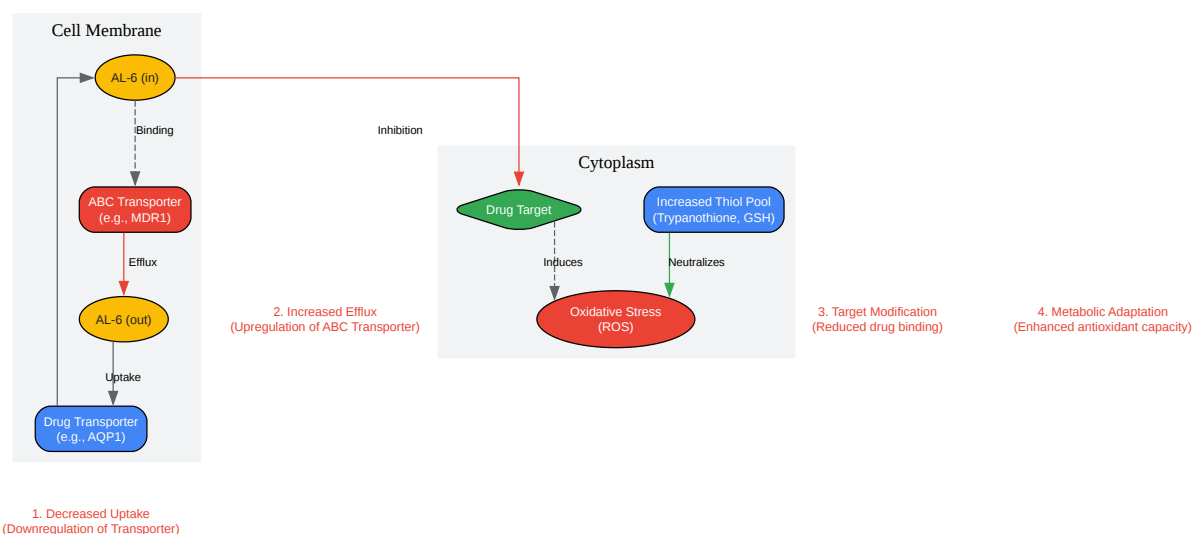 Cell Membrane
AL-6 (in)
Binding
ABC Transporter
(e.g., MDR1)
Efflux
AL-6 (out)
Uptake
Drug Transporter
(e.g., AQP1)
1. Decreased Uptake
(Downregulation of Transporter)
2. Increased Efflux
(Upregulation of ABC Transporter)
Inhibition
Cytoplasm
Drug Target
Increased Thiol Pool
(Trypanothione, GSH)
Induces
Neutralizes
Oxidative Stress
(ROS)
3. Target Modification
(Reduced drug binding)
4. Metabolic Adaptation
(Enhanced antioxidant capacity)